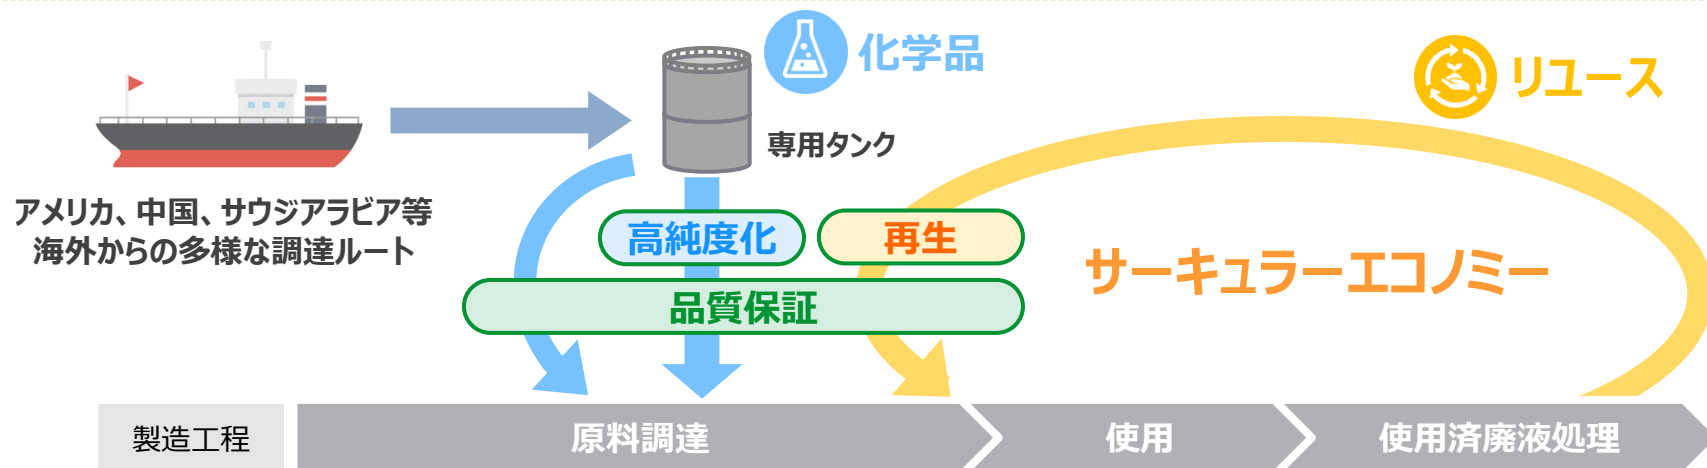 化学品
リユース
専用タンク
アメリカ、中国、サウジアラビア等
海外からの多様な調達ルート
高純度化
再生
サーキュラーエコノミー
品質保証
製造工程
原料調達
使用
使用済廃液処理